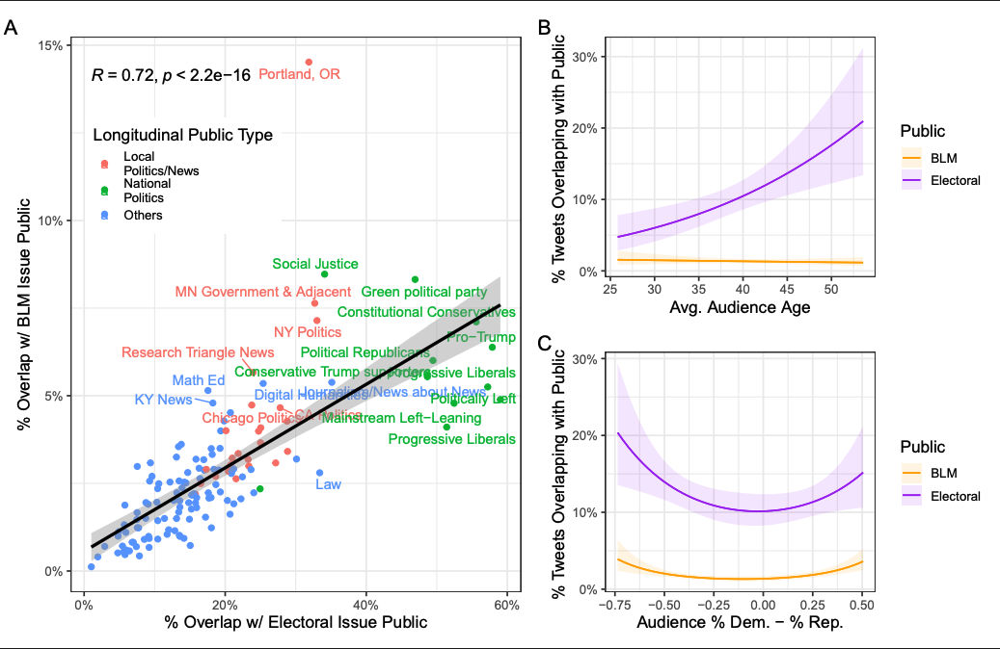 A
15%
10%
5%
0%
% Overlap w/ BLM Issue Public
R = 0.72, p < 2.2e−16
Portland, OR
Longitudinal Public Type
Local
Politics/News
National
Politics
Others
Social Justice
MN Government & Adjacent
Green political party
Constitutional Conservatives
NY Politics
Pro−Trump
Research Triangle News
Political Republicans
Conservative Trump supporters
Progressive Liberals
Math Ed
Digital Humanities
Journalism/News about News
KY News
Politically Left
Chicago Politics
CA Politics
Mainstream Left−Leaning
Progressive Liberals
Law
0%
20%
40%
60%
% Overlap w/ Electoral Issue Public
B
30%
20%
10%
0%
% Tweets Overlapping with Public
25
30
35
40
45
50
Avg. Audience Age
Public
BLM
Electoral
C
30%
20%
10%
0%
% Tweets Overlapping with Public
−0.75
−0.50
−0.25
0.00
0.25
0.50
Audience % Dem. − % Rep.
Public
BLM
Electoral